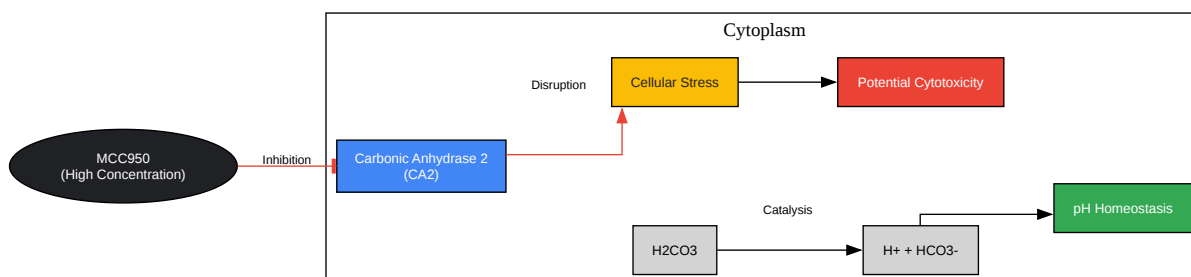 Cytoplasm
Disruption
Cellular Stress
Potential Cytotoxicity
MCC950
(High Concentration)
Inhibition
Carbonic Anhydrase 2
(CA2)
Catalysis
pH Homeostasis
H2CO3
H+ + HCO3-